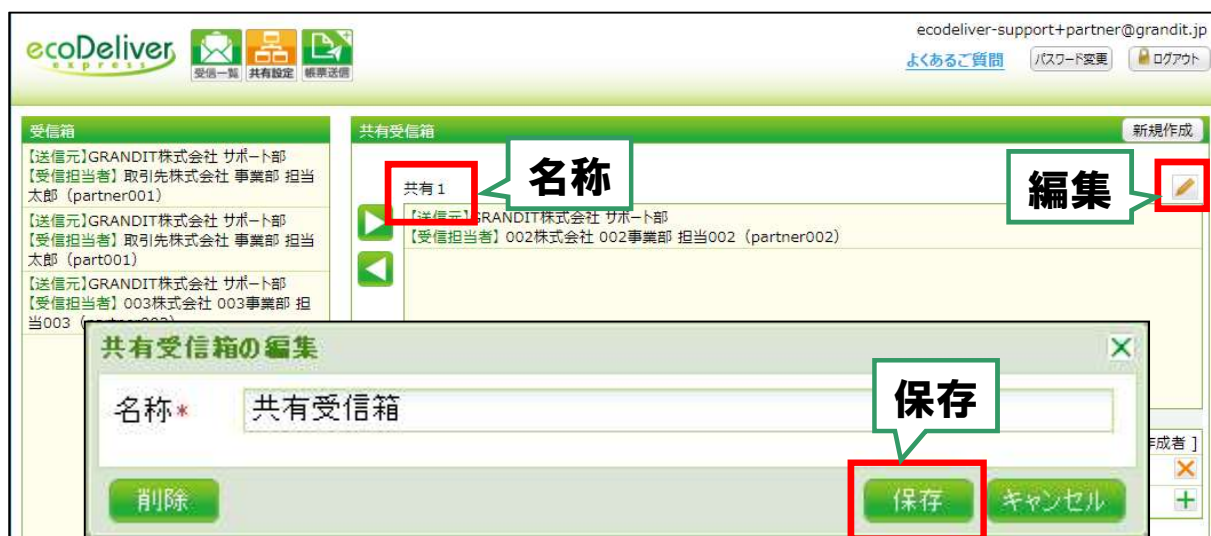 ecodeliver-support+partner@grandit.jp
ecoDeliver
express
受信一覧 共有設定 帳票送信
よくあるご質問 パスワード変更 ログアウト
受信箱
【送信元】GRANDIT株式会社 サポート部
【受信担当者】取引先株式会社 事業部 担当
太郎（partner001）
【送信元】GRANDIT株式会社 サポート部
【受信担当者】取引先株式会社 事業部 担当
太郎（part001）
【送信元】GRANDIT株式会社 サポート部
【受信担当者】003株式会社 003事業部 担
当003
共有受信箱 新規作成
共有1
名称
編集
【送信元】GRANDIT株式会社 サポート部
【受信担当者】002株式会社 002事業部 担当002（partner002）
共有受信箱の編集
名称* 共有受信箱
保存
削除 保存 キャンセル
成者 ]